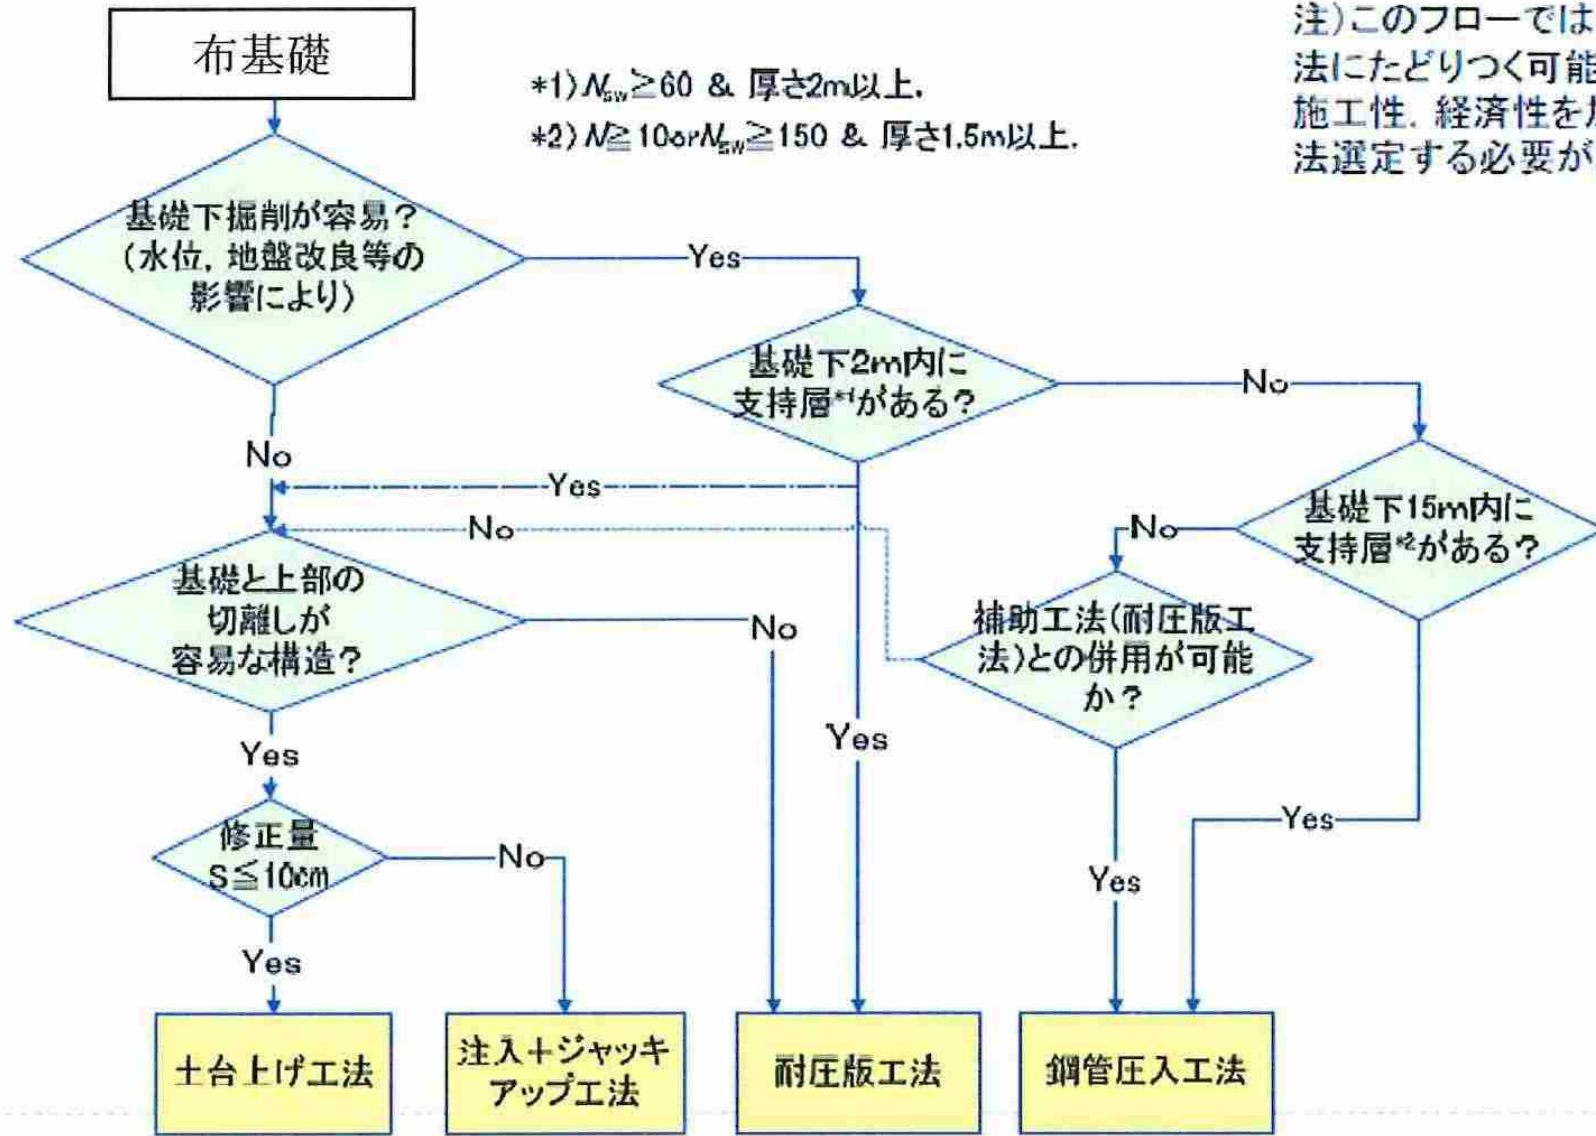 布基礎
*1) Nsw≧60 & 厚さ2m以上.
*2) N≧10orNsw≧150 & 厚さ1.5m以上.
注)このフローでは
法にたどりつく可能
施工性. 経済性を
法選定する必要が
基礎下掘削が容易?
(水位, 地盤改良等の
影響により)
Yes
基礎下2m内に
支持層*1がある?
No
No
Yes
No
基礎下15m内に
支持層*2がある?
No
基礎と上部の
切離しが
容易な構造?
No
補助工法(耐圧版工
法)との併用が可能
か?
Yes
Yes
修正量
S≦10cm
No
Yes
Yes
Yes
土台上げ工法
注入+ジャッキ
アップ工法
耐圧版工法
鋼管圧入工法